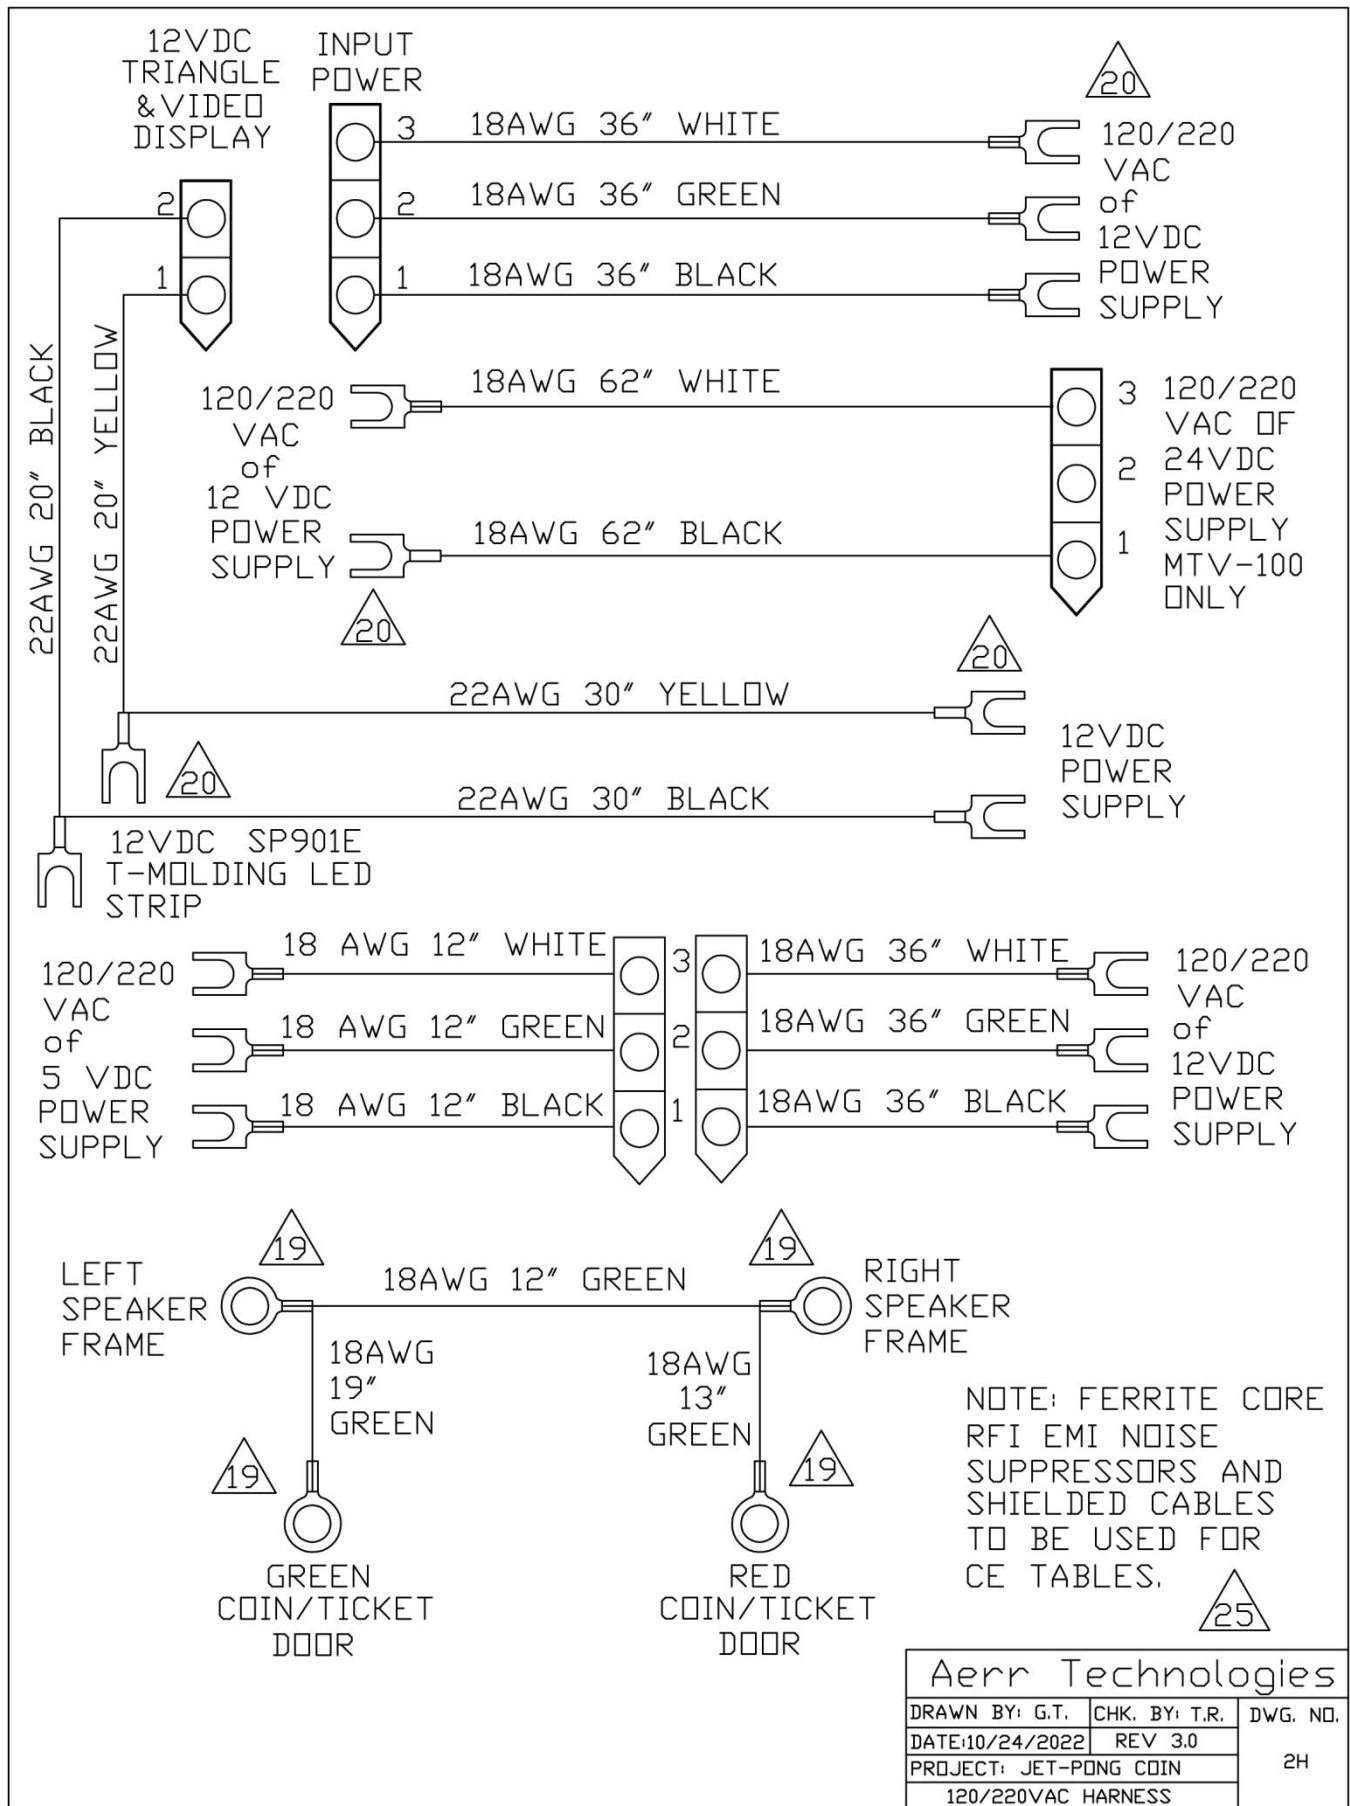 12VDC
TRIANGLE
&VIDEO
DISPLAY
INPUT
POWER
20
3
18AWG 36" WHITE
2
18AWG 36" GREEN
1
18AWG 36" BLACK
120/220
VAC
of
12VDC
POWER
SUPPLY
2
1
22AWG 20" BLACK
22AWG 20" YELLOW
120/220
VAC
of
12 VDC
POWER
SUPPLY
20
18AWG 62" WHITE
18AWG 62" BLACK
3
2
1
120/220
VAC OF
24VDC
POWER
SUPPLY
MTV-100
ONLY
20
22AWG 30" YELLOW
20
22AWG 30" BLACK
12VDC
POWER
SUPPLY
12VDC SP901E
T-MOLDING LED
STRIP
120/220
VAC
of
5 VDC
POWER
SUPPLY
18 AWG 12" WHITE
18 AWG 12" GREEN
18 AWG 12" BLACK
3
2
1
18AWG 36" WHITE
18AWG 36" GREEN
18AWG 36" BLACK
120/220
VAC
of
12VDC
POWER
SUPPLY
19
19
LEFT
SPEAKER
FRAME
18AWG 12" GREEN
RIGHT
SPEAKER
FRAME
18AWG
19"
GREEN
18AWG
13"
GREEN
19
19
GREEN
COIN/TICKET
DOOR
RED
COIN/TICKET
DOOR
NOTE: FERRITE CORE
RFI EMI NOISE
SUPPRESSORS AND
SHIELDED CABLES
TO BE USED FOR
CE TABLES.
25
Aerr Technologies
DRAWN BY: G.T. CHK. BY: T.R. DWG. NO.
DATE:10/24/2022 REV 3.0
PROJECT: JET-PONG COIN
2H
120/220VAC HARNESS